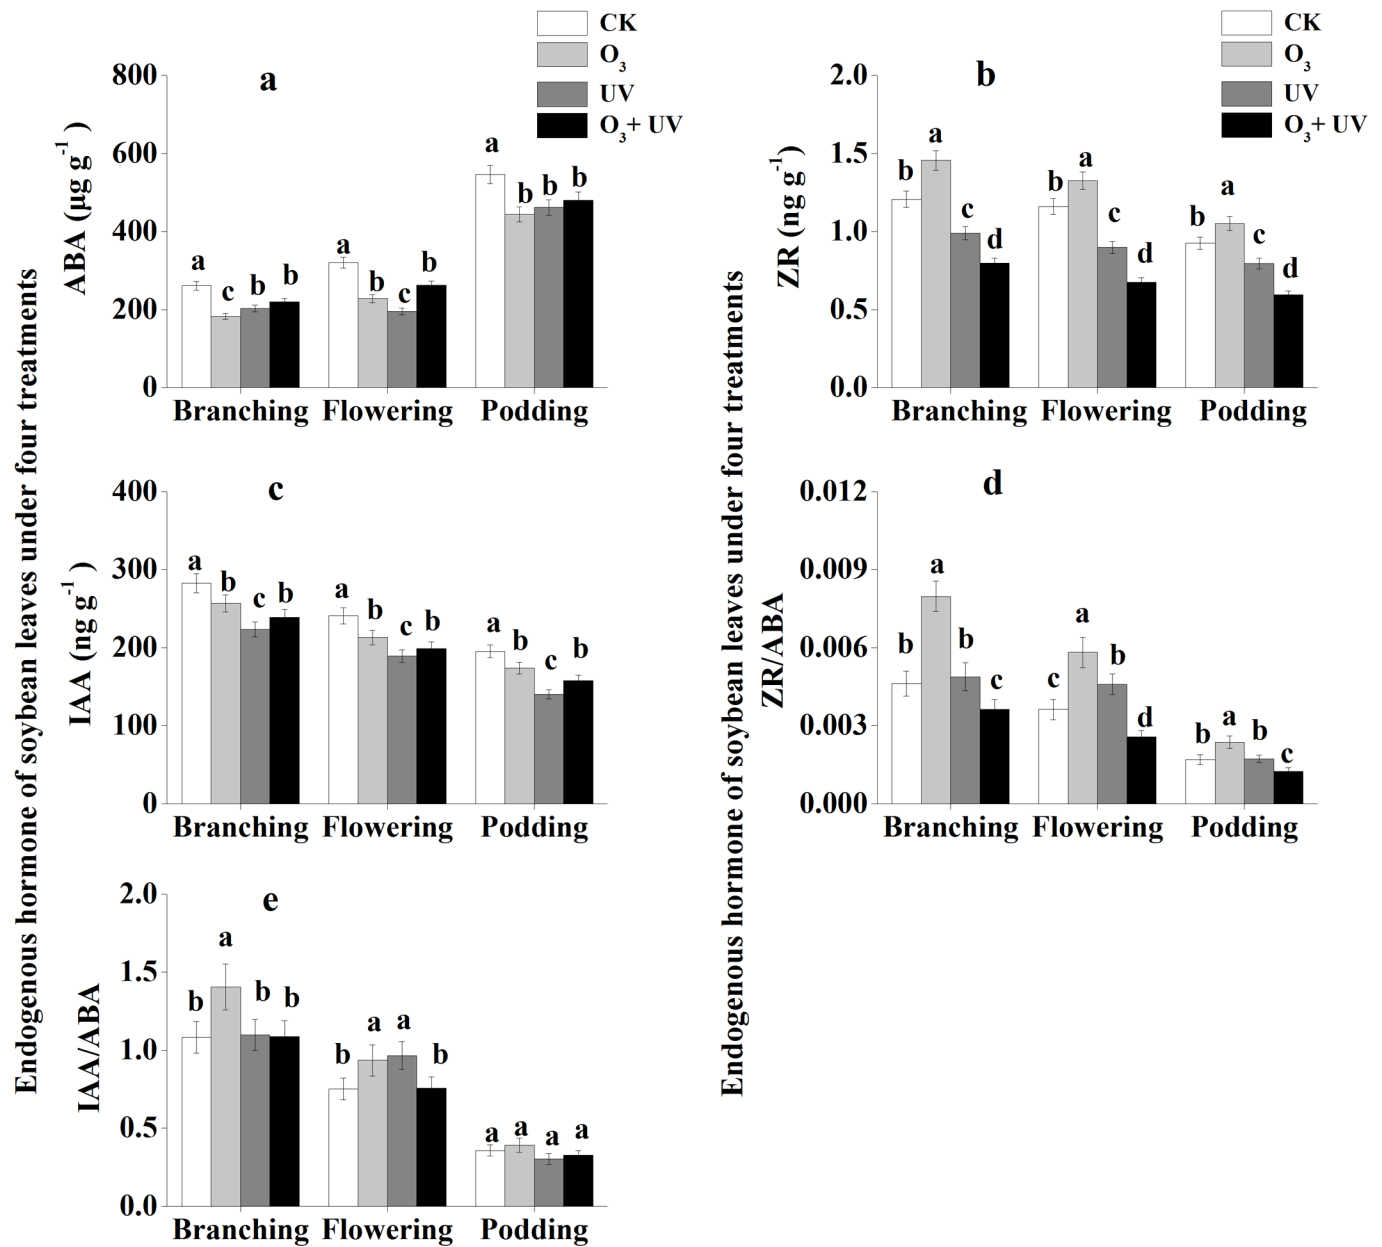 Endogenous hormone of soybean leaves under four treatments
CK
O₃
UV
O₃+ UV
a
ABA (μg g⁻¹)
800
600
400
200
0
a
c
b
b
a
b
c
b
a
b
b
b
Branching Flowering Podding
Endogenous hormone of soybean leaves under four treatments
CK
O₃
UV
O₃+ UV
b
ZR (ng g⁻¹)
2.0
1.5
1.0
0.5
0.0
b
a
c
d
b
a
c
d
b
a
c
d
Branching Flowering Podding
c
IAA (ng g⁻¹)
400
300
200
100
0
a
b
c
b
a
b
c
b
a
b
c
b
Branching Flowering Podding
d
ZR/ABA
0.012
0.009
0.006
0.003
0.000
b
a
b
c
c
a
b
d
b
a
b
c
Branching Flowering Podding
e
IAA/ABA
2.0
1.5
1.0
0.5
0.0
b
a
b
b
b
a
a
b
a
a
a
a
Branching Flowering Podding